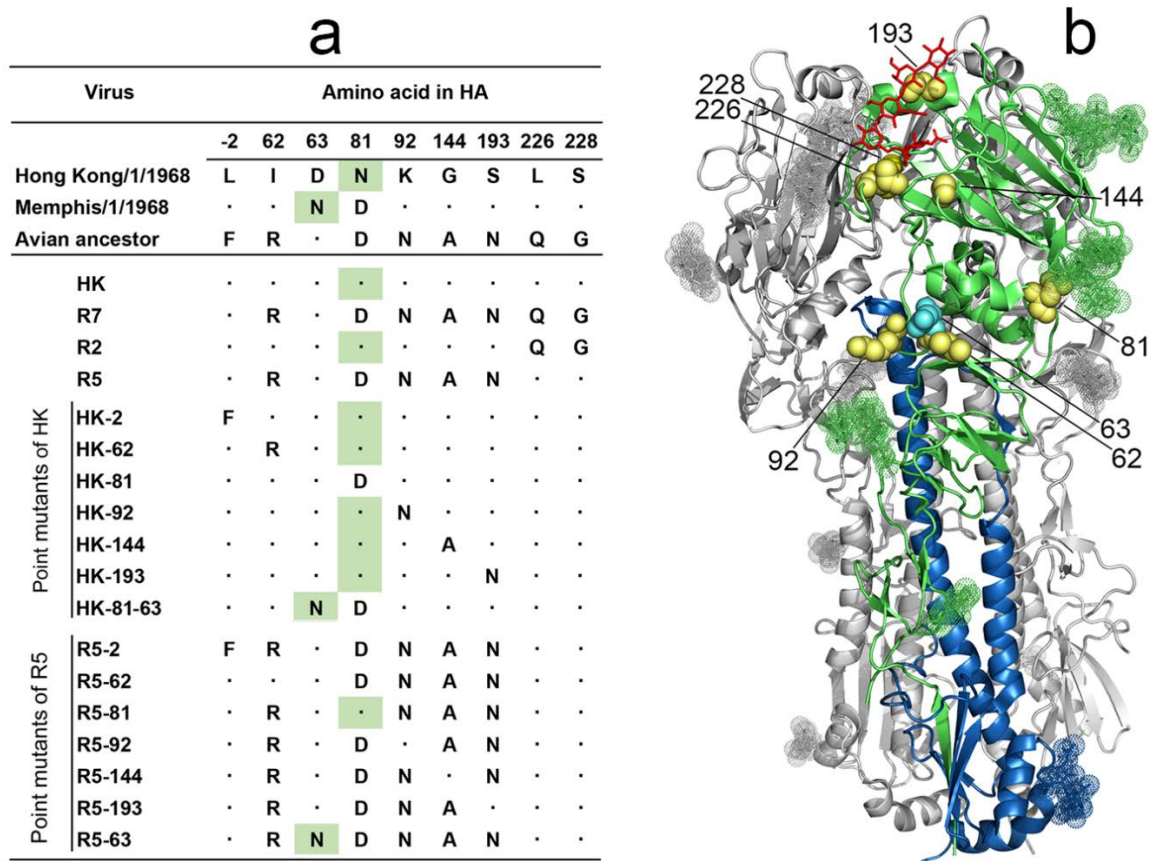 a
Virus Amino acid in HA
-2 62 63 81 92 144 193 226 228
Hong Kong/1/1968 L I D N K G S L S
Memphis/1/1968 · · N D · · · · ·
Avian ancestor F R · D N A N Q G
HK · · · · · · · · ·
R7 · R · D N A N Q G
R2 · · · · · · · Q G
R5 · R · D N A N · ·
Point mutants of HK
HK-2 F · · · · · · · ·
HK-62 · R · · · · · · ·
HK-81 · · · D · · · · ·
HK-92 · · · · N · · · ·
HK-144 · · · · · A · · ·
HK-193 · · · · · · N · ·
HK-81-63 · · N D · · · · ·
Point mutants of R5
R5-2 F R · D N A N · ·
R5-62 · · · D N A N · ·
R5-81 · R · · N A N · ·
R5-92 · R · D · A N · ·
R5-144 · R · D N · N · ·
R5-193 · R · D N A · · ·
R5-63 · R N D N A N · ·
b
193
228
226
144
81
63
62
92